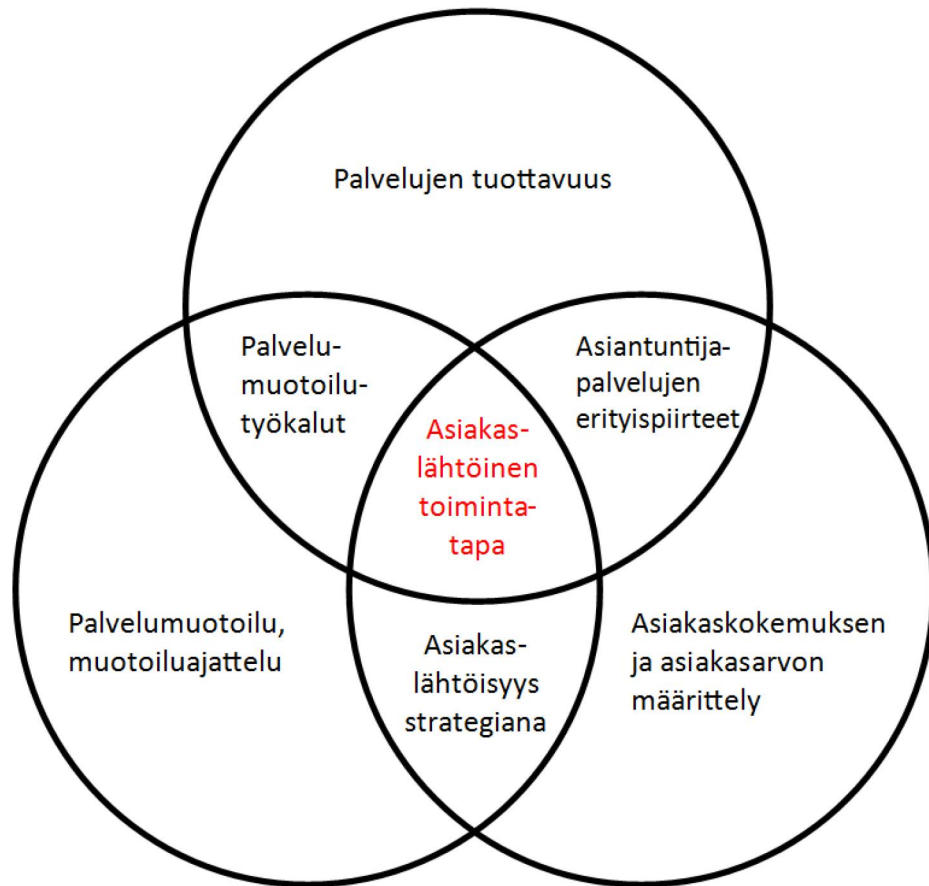 Palvelujen tuottavuus
Palvelu-
muotoilu-
työkalut
Asiantuntija-
palvelujen
erityispiirteet
Asiakas-
lähtöinen
toiminta-
tapa
Palvelumuotoilu,
muotoiluajattelu
Asiakas-
lähtöisyys
strategiana
Asiakaskokemuksen
ja asiakasarvon
määrittely